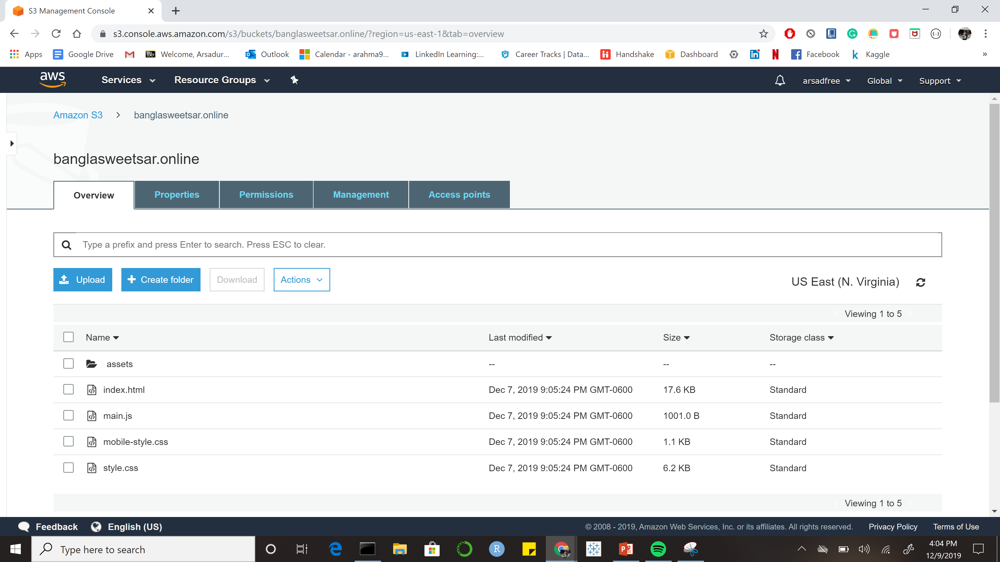 S3 Management Console
s3.console.aws.amazon.com/s3/buckets/banglasweetsar.online/?region=us-east-1&tab=overview
Apps Google Drive Bb Welcome, Arsadur... Outlook Calendar - arahma9... LinkedIn Learning:... Career Tracks | Data... Handshake Dashboard in N Facebook k Kaggle »
aws Services Resource Groups arsadfree Global Support
Amazon S3 > banglasweetsar.online
banglasweetsar.online
Overview Properties Permissions Management Access points
Type a prefix and press Enter to search. Press ESC to clear.
Upload + Create folder Download Actions US East (N. Virginia)
Viewing 1 to 5
Name Last modified Size Storage class
assets -- -- --
index.html Dec 7, 2019 9:05:24 PM GMT-0600 17.6 KB Standard
main.js Dec 7, 2019 9:05:24 PM GMT-0600 1001.0 B Standard
mobile-style.css Dec 7, 2019 9:05:24 PM GMT-0600 1.1 KB Standard
style.css Dec 7, 2019 9:05:24 PM GMT-0600 6.2 KB Standard
Viewing 1 to 5
Feedback English (US) © 2008 - 2019, Amazon Web Services, Inc. or its affiliates. All rights reserved. Privacy Policy Terms of Use
Type here to search R P 4:04 PM
12/9/2019